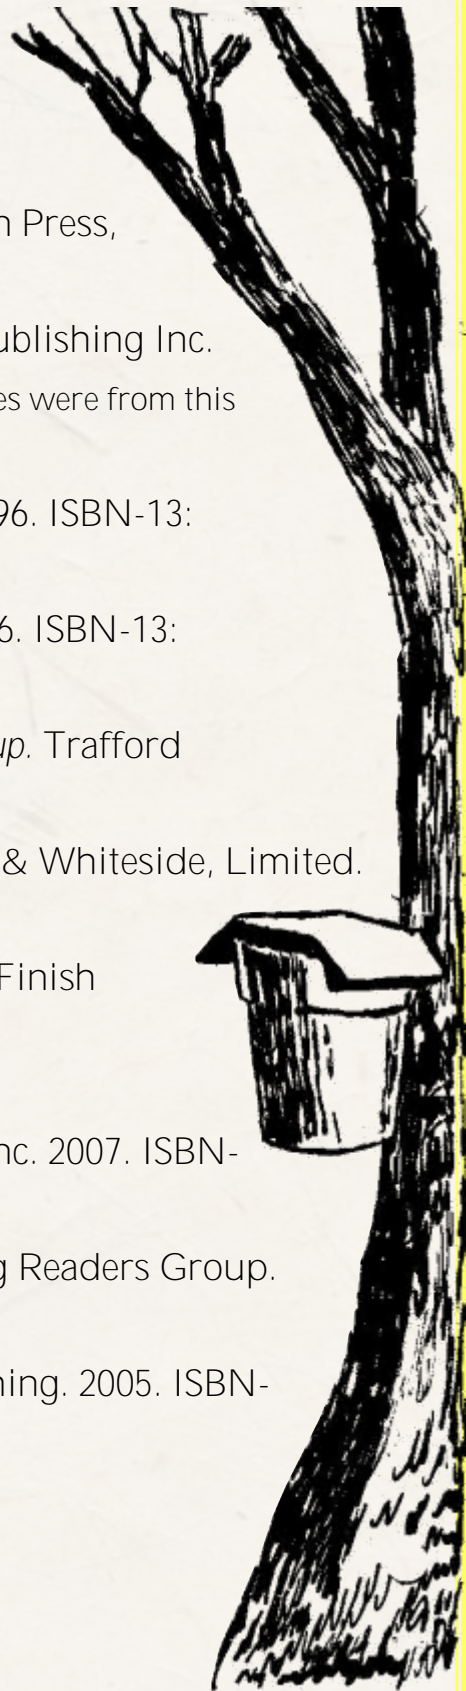 n Press,
ublishing Inc.
es were from this
96. ISBN-13:
6. ISBN-13:
up. Trafford
& Whiteside, Limited.
Finish
nc. 2007. ISBN-
g Readers Group.
hing. 2005. ISBN-